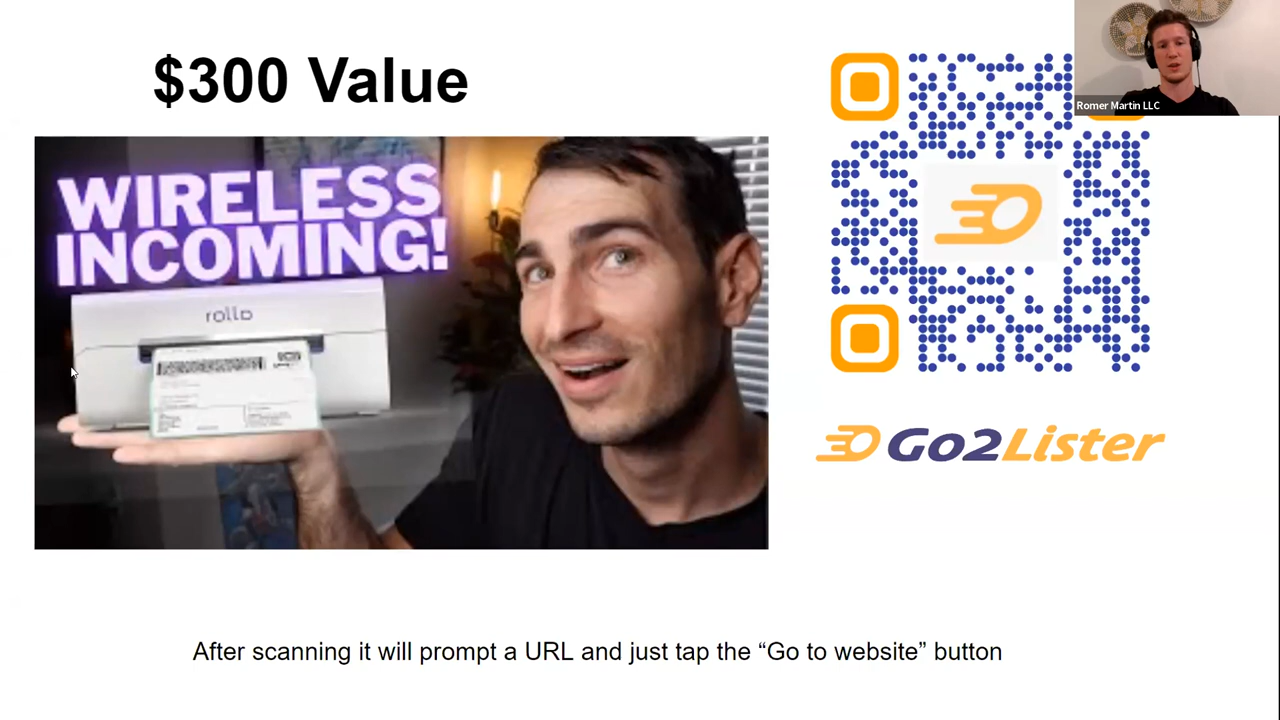 $300 Value
Romer Martin LLC
WIRELESS
INCOMING!
rollo
Go2Lister
After scanning it will prompt a URL and just tap the “Go to website” button